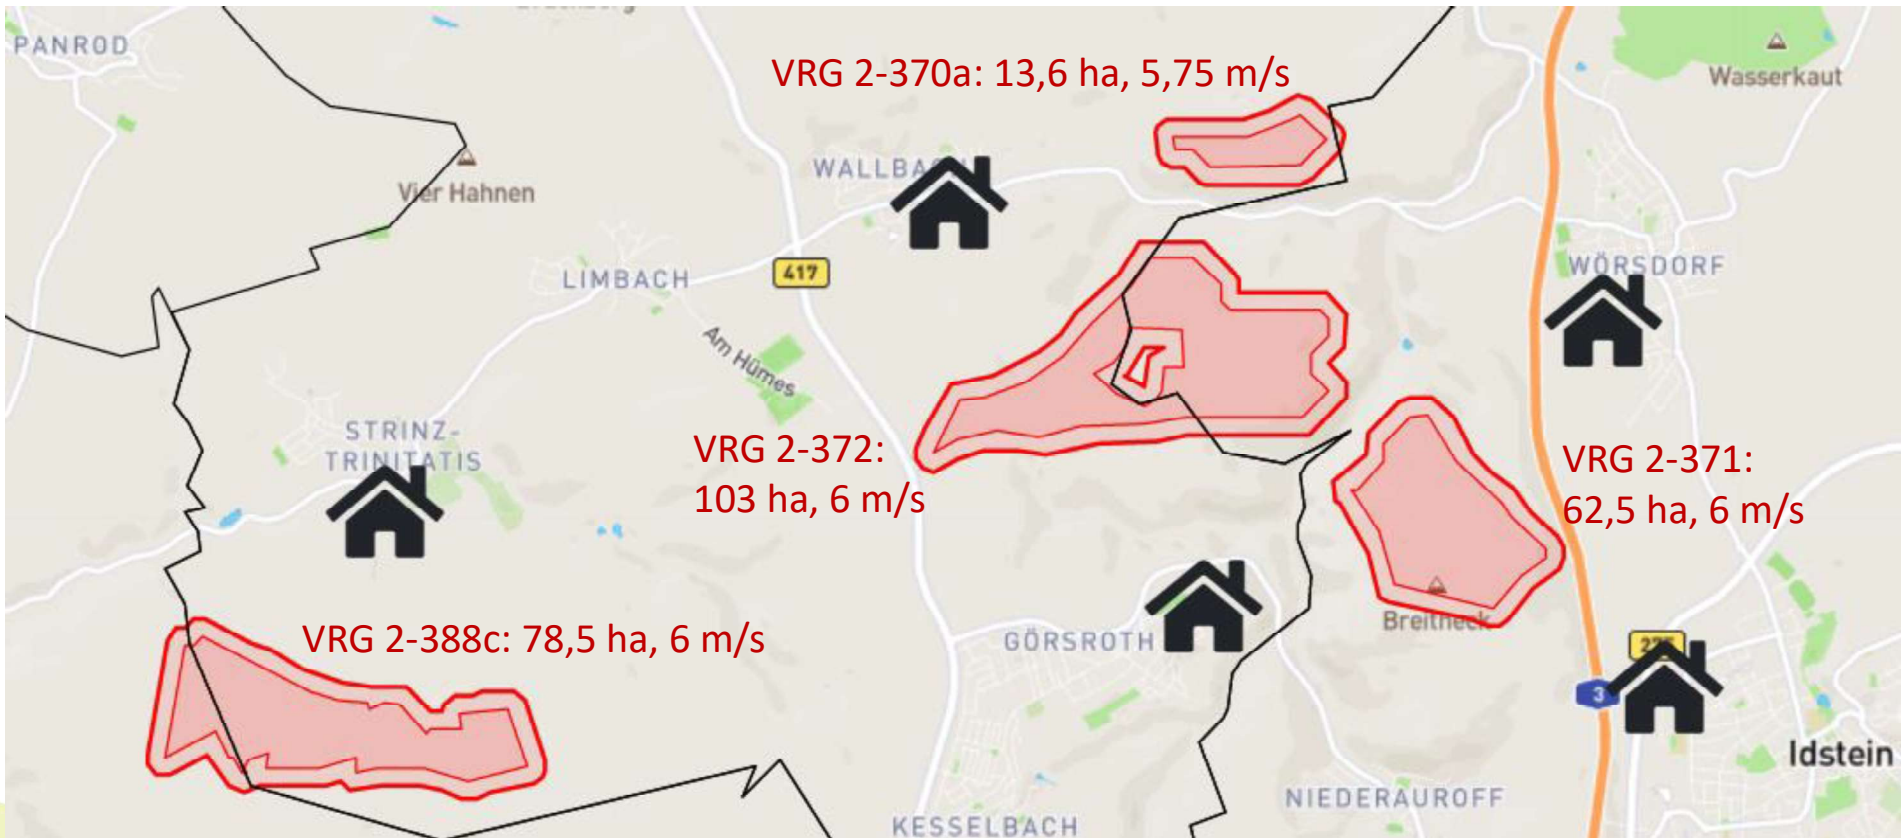 PANROD
VRG 2-370a: 13,6 ha, 5,75 m/s
Wasserkaut
WALLBACH
Vier Hahnen
LIMBACH
417
WÖRSDORF
Am Hümes
STRINZ-
TRINITATIS
VRG 2-372:
103 ha, 6 m/s
VRG 2-371:
62,5 ha, 6 m/s
VRG 2-388c: 78,5 ha, 6 m/s
GÖRSROTH
Breitheck
275
3
Idstein
NIEDERAUROFF
KESSELBACH